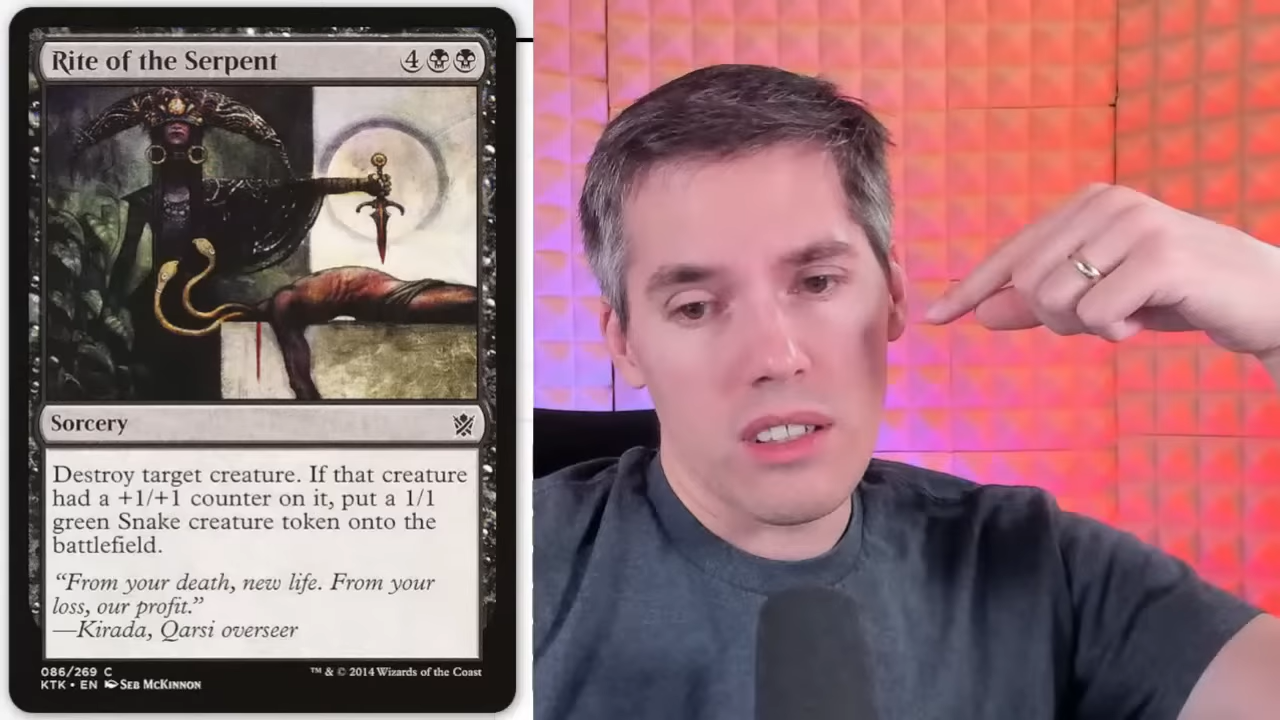 Rite of the Serpent 4
Sorcery
Destroy target creature. If that creature
had a +1/+1 counter on it, put a 1/1
green Snake creature token onto the
battlefield.
“From your death, new life. From your
loss, our profit.”
—Kirada, Qarsi overseer
086/269 C
™ & © 2014 Wizards of the Coast
KTK • EN Seb McKinnon